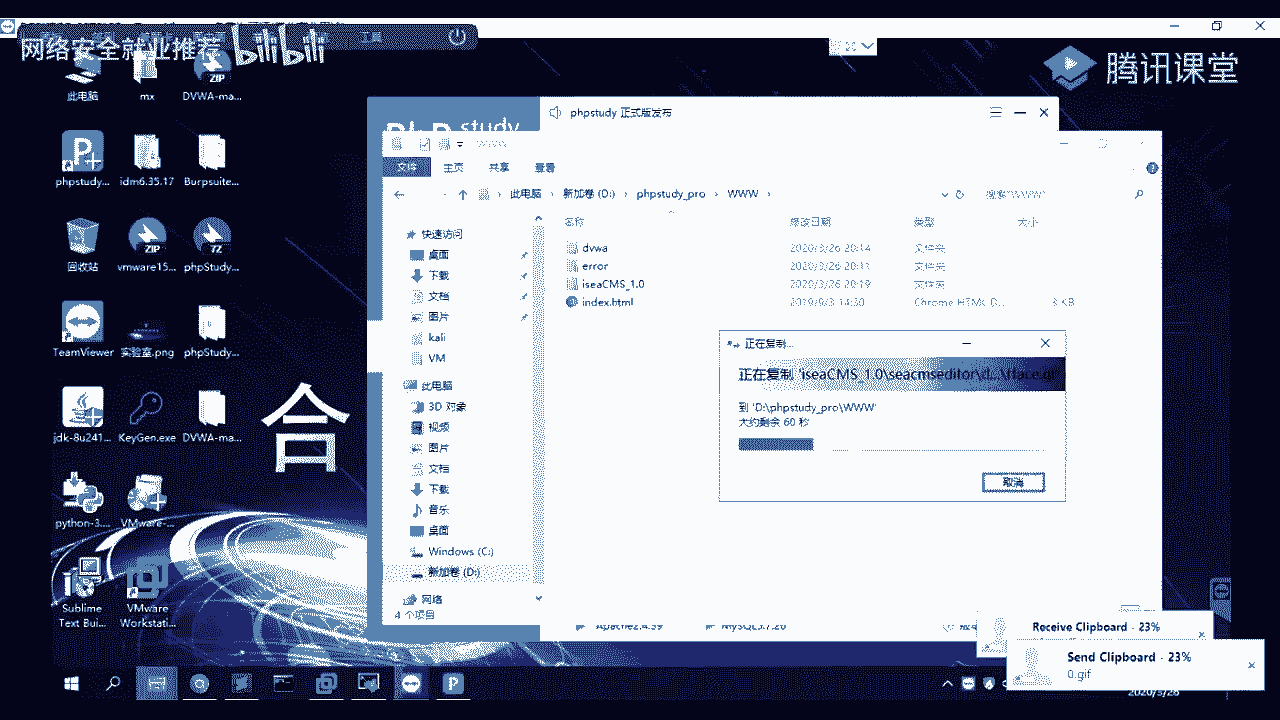 网络安全就业推荐
bilibili
工具
腾讯课堂
此电脑
mx
DVWA-ma...
phpstudy...
idm6.35.17
Burpsuite...
回收站
vmware15...
phpStudy...
TeamViewer
实验室.png
phpStudy...
jdk-8u241...
KeyGen.exe
DVWA-ma...
python-3....
VMware-...
Sublime
Text Bui...
VMware
Workstati...
合
phpstudy 正式版发布
study
文件
主页
共享
查看
此电脑 › 新加卷 (D:) › phpstudy_pro › WWW ›
名称
修改日期
类型
大小
快速访问
桌面
下载
文档
图片
kali
VM
此电脑
3D 对象
视频
图片
文档
下载
音乐
桌面
Windows (C:)
新加卷 (D:)
网络
4 个项目
dvwa 2020/3/26 20:14 文件夹
error 2020/3/26 20:11 文件夹
iseaCMS_1.0 2020/3/26 20:19 文件夹
index.html 2019/9/3 14:30 Chrome HTML D...
正在复制...
正在复制 'iseaCMS_1.0\seacmseditor\d...\fface.gif'
到 'D:\phpstudy_pro\WWW'
大约剩余 60 秒
取消
Apache2.4.39
MySQL5.7.26
Receive Clipboard - 23%
Send Clipboard - 23%
0.gif
2020/3/26